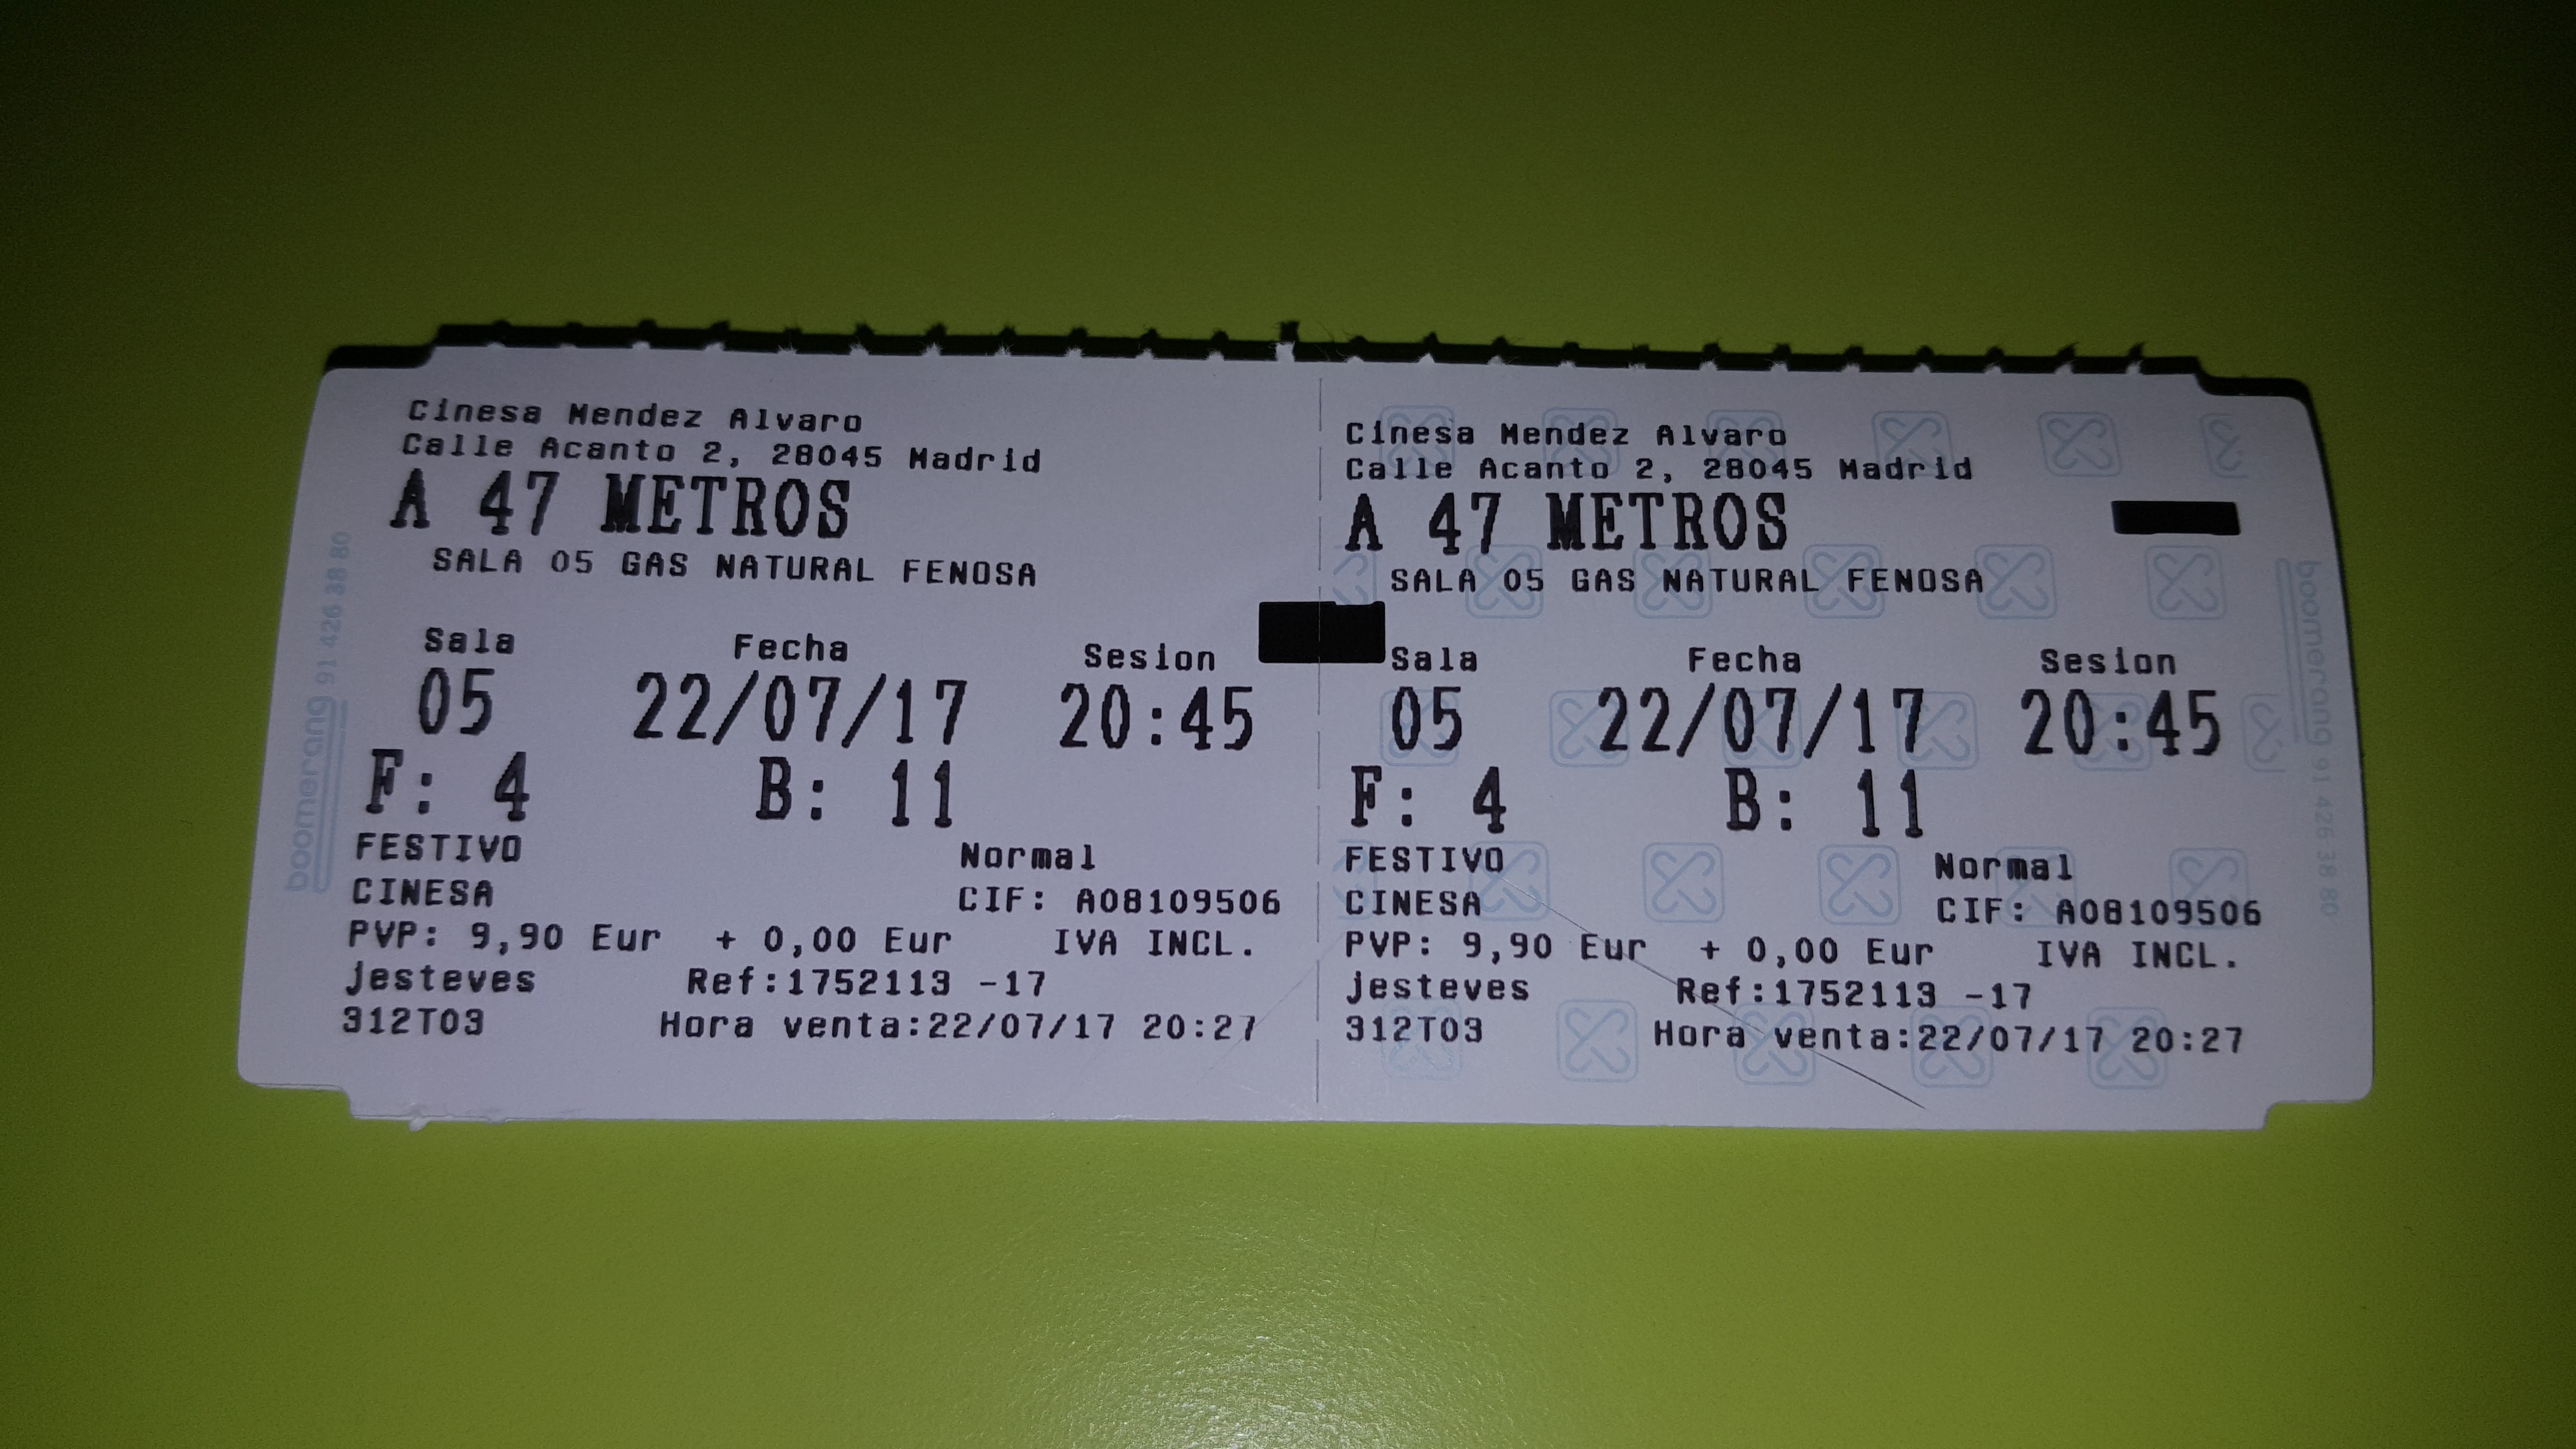 Cinesa Mendez Alvaro
Calle Acanto 2, 28045 Madrid
A 47 METROS
SALA 05 GAS NATURAL FENOSA
Sala Fecha Sesion
05 22/07/17 20:45
F: 4 B: 11
FESTIVO Normal
CINESA CIF: A08109506
PVP: 9,90 Eur + 0,00 Eur IVA INCL.
jesteves Ref:1752113 -17
312T03 Hora venta:22/07/17 20:27
boomerang 91 426 38 80
Cinesa Mendez Alvaro
Calle Acanto 2, 28045 Madrid
A 47 METROS
SALA 05 GAS NATURAL FENOSA
Sala Fecha Sesion
05 22/07/17 20:45
F: 4 B: 11
FESTIVO Normal
CINESA CIF: A08109506
PVP: 9,90 Eur + 0,00 Eur IVA INCL.
jesteves Ref:1752113 -17
312T03 Hora venta:22/07/17 20:27
boomerang 91 426 38 80